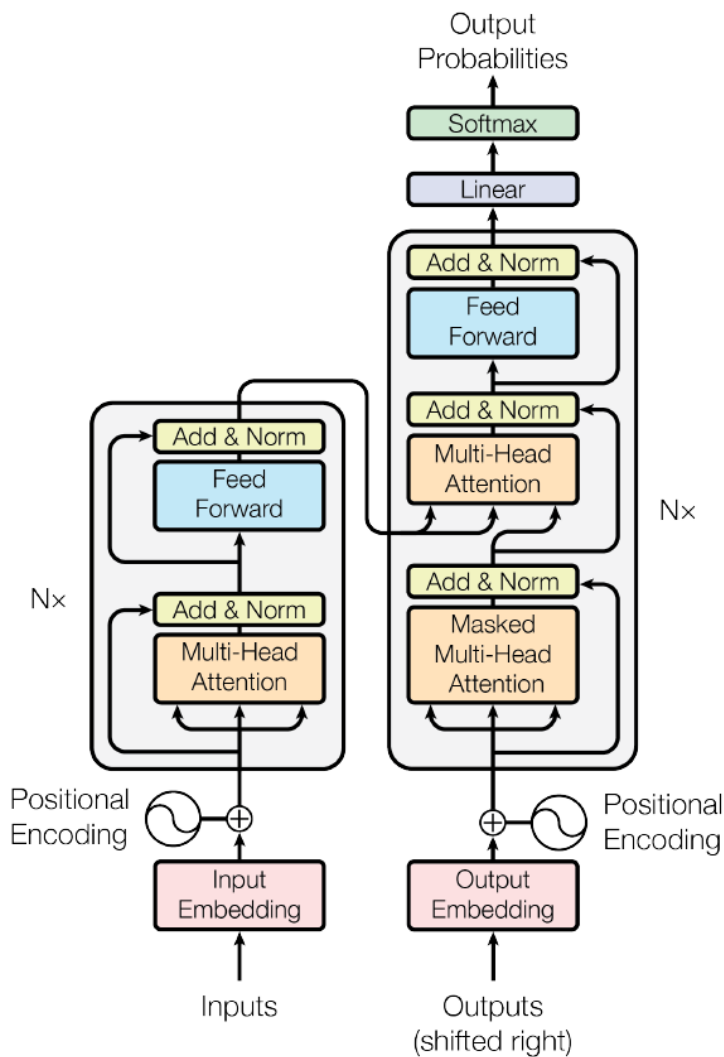 Output
Probabilities
Softmax
Linear
Add & Norm
Feed
Forward
Add & Norm
Multi-Head
Attention
Nx
Add & Norm
Masked
Multi-Head
Attention
Add & Norm
Feed
Forward
Nx
Add & Norm
Multi-Head
Attention
Positional
Encoding
Positional
Encoding
Input
Embedding
Output
Embedding
Inputs
Outputs
(shifted right)